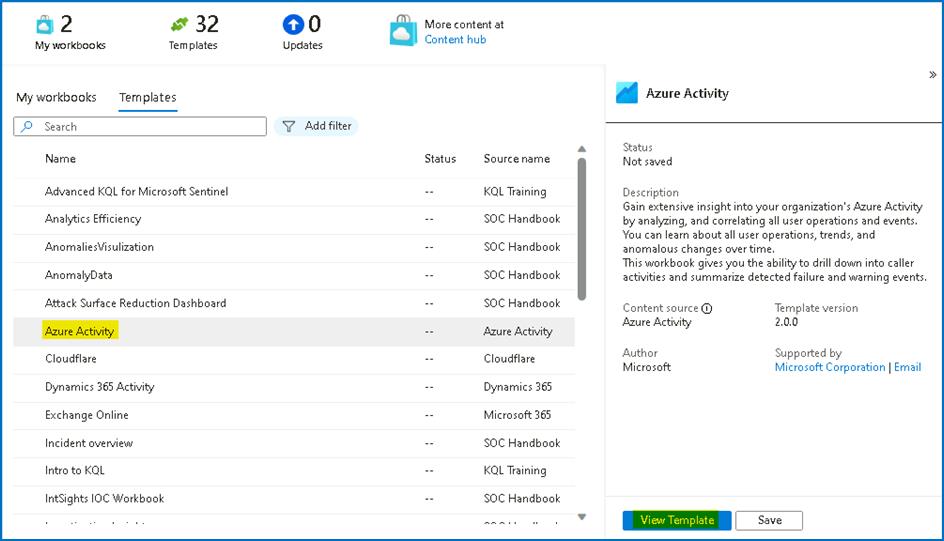 2
My workbooks
32
Templates
0
Updates
More content at
Content hub
My workbooks Templates
Search
Add filter
Name Status Source name
Advanced KQL for Microsoft Sentinel -- KQL Training
Analytics Efficiency -- SOC Handbook
AnomaliesVisulization -- SOC Handbook
AnomalyData -- SOC Handbook
Attack Surface Reduction Dashboard -- SOC Handbook
Azure Activity -- Azure Activity
Cloudflare -- Cloudflare
Dynamics 365 Activity -- Dynamics 365
Exchange Online -- Microsoft 365
Incident overview -- SOC Handbook
Intro to KQL -- KQL Training
IntSights IOC Workbook -- SOC Handbook
»
Azure Activity
Status
Not saved
Description
Gain extensive insight into your organization's Azure Activity
by analyzing, and correlating all user operations and events.
You can learn about all user operations, trends, and
anomalous changes over time.
This workbook gives you the ability to drill down into caller
activities and summarize detected failure and warning events.
Content source Template version
Azure Activity 2.0.0
Author Supported by
Microsoft Microsoft Corporation | Email
View Template Save